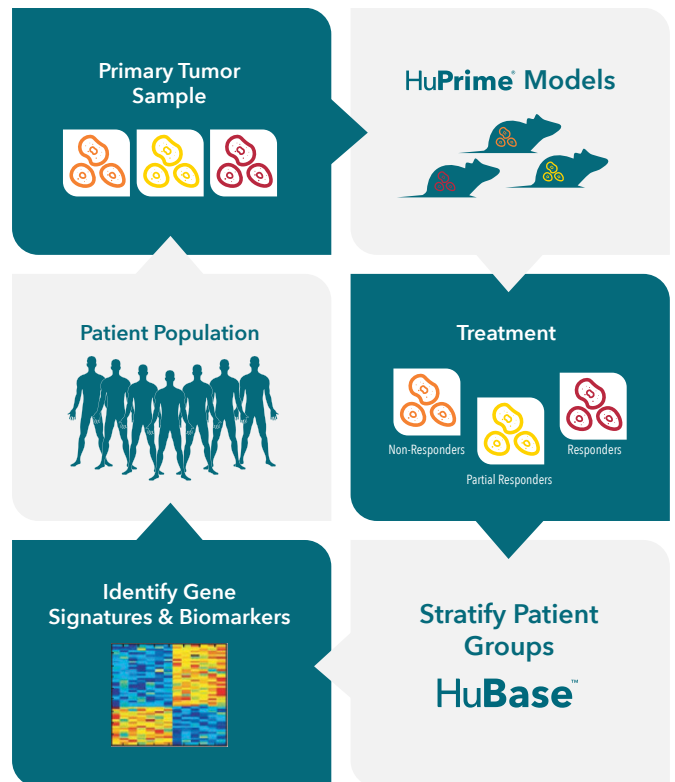 Primary Tumor
Sample
HuPrime® Models
Patient Population
Treatment
Non-Responders
Partial Responders
Responders
Identify Gene
Signatures & Biomarkers
Stratify Patient
Groups
HuBase™